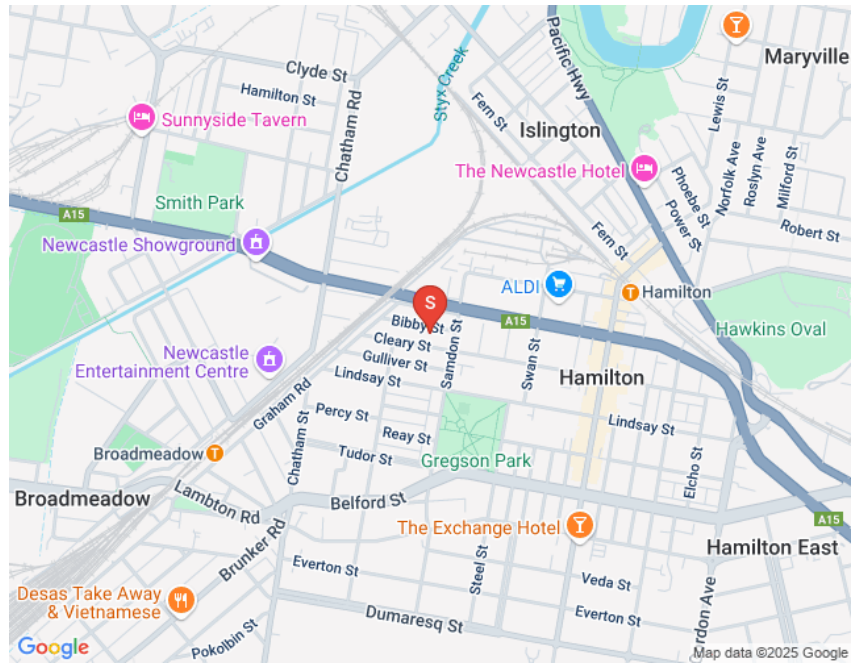 Clyde St
Hamilton St
Sunnyside Tavern
Chatham Rd
Styx Creek
Pacific Hwy
Maryville
Lewis St
Fern St
Islington
The Newcastle Hotel
Norfolk Ave
Roslyn Ave
Milford St
Phoebe St
Power St
Robert St
Smith Park
A15
Newcastle Showground
Fern St
ALDI
Hamilton
Hawkins Oval
S
Bibby St
Cleary St
Gulliver St
Lindsay St
Samdon St
A15
Swan St
Newcastle
Entertainment Centre
Graham Rd
Hamilton
Percy St
Reay St
Tudor St
Lindsay St
Chatham St
Gregson Park
Broadmeadow
Elcho St
Broadmeadow
Lambton Rd
Belford St
The Exchange Hotel
A15
Brunker Rd
Hamilton East
Everton St
Steel St
Veda St
Desas Take Away
& Vietnamese
Everton St
Dumaresq St
Gordon Ave
Pokolbin St
Google
Map data ©2025 Google